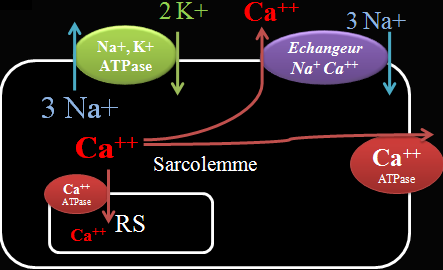 2 K+
Ca++
3 Na+
Na+, K+
ATPase
Echangeur
Na+ Ca++
3 Na+
Ca++
Sarcolemme
Ca++
ATPase
Ca++
ATPase
RS
Ca++